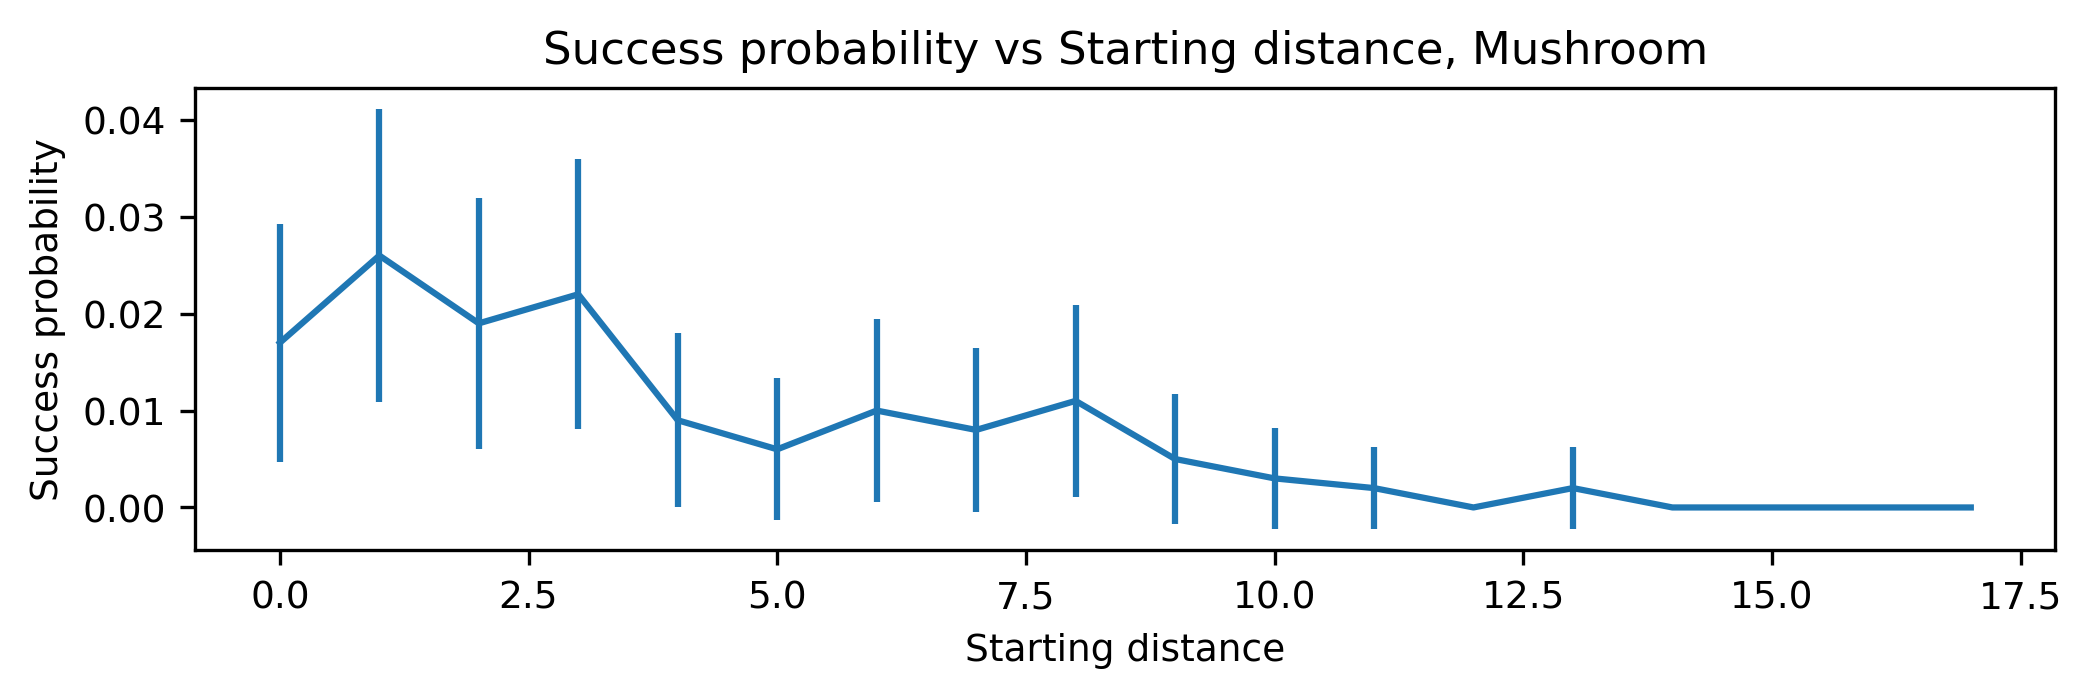 Success probability vs Starting distance, Mushroom
Success probability
0.04
0.03
0.02
0.01
0.00
0.0 2.5 5.0 7.5 10.0 12.5 15.0 17.5
Starting distance